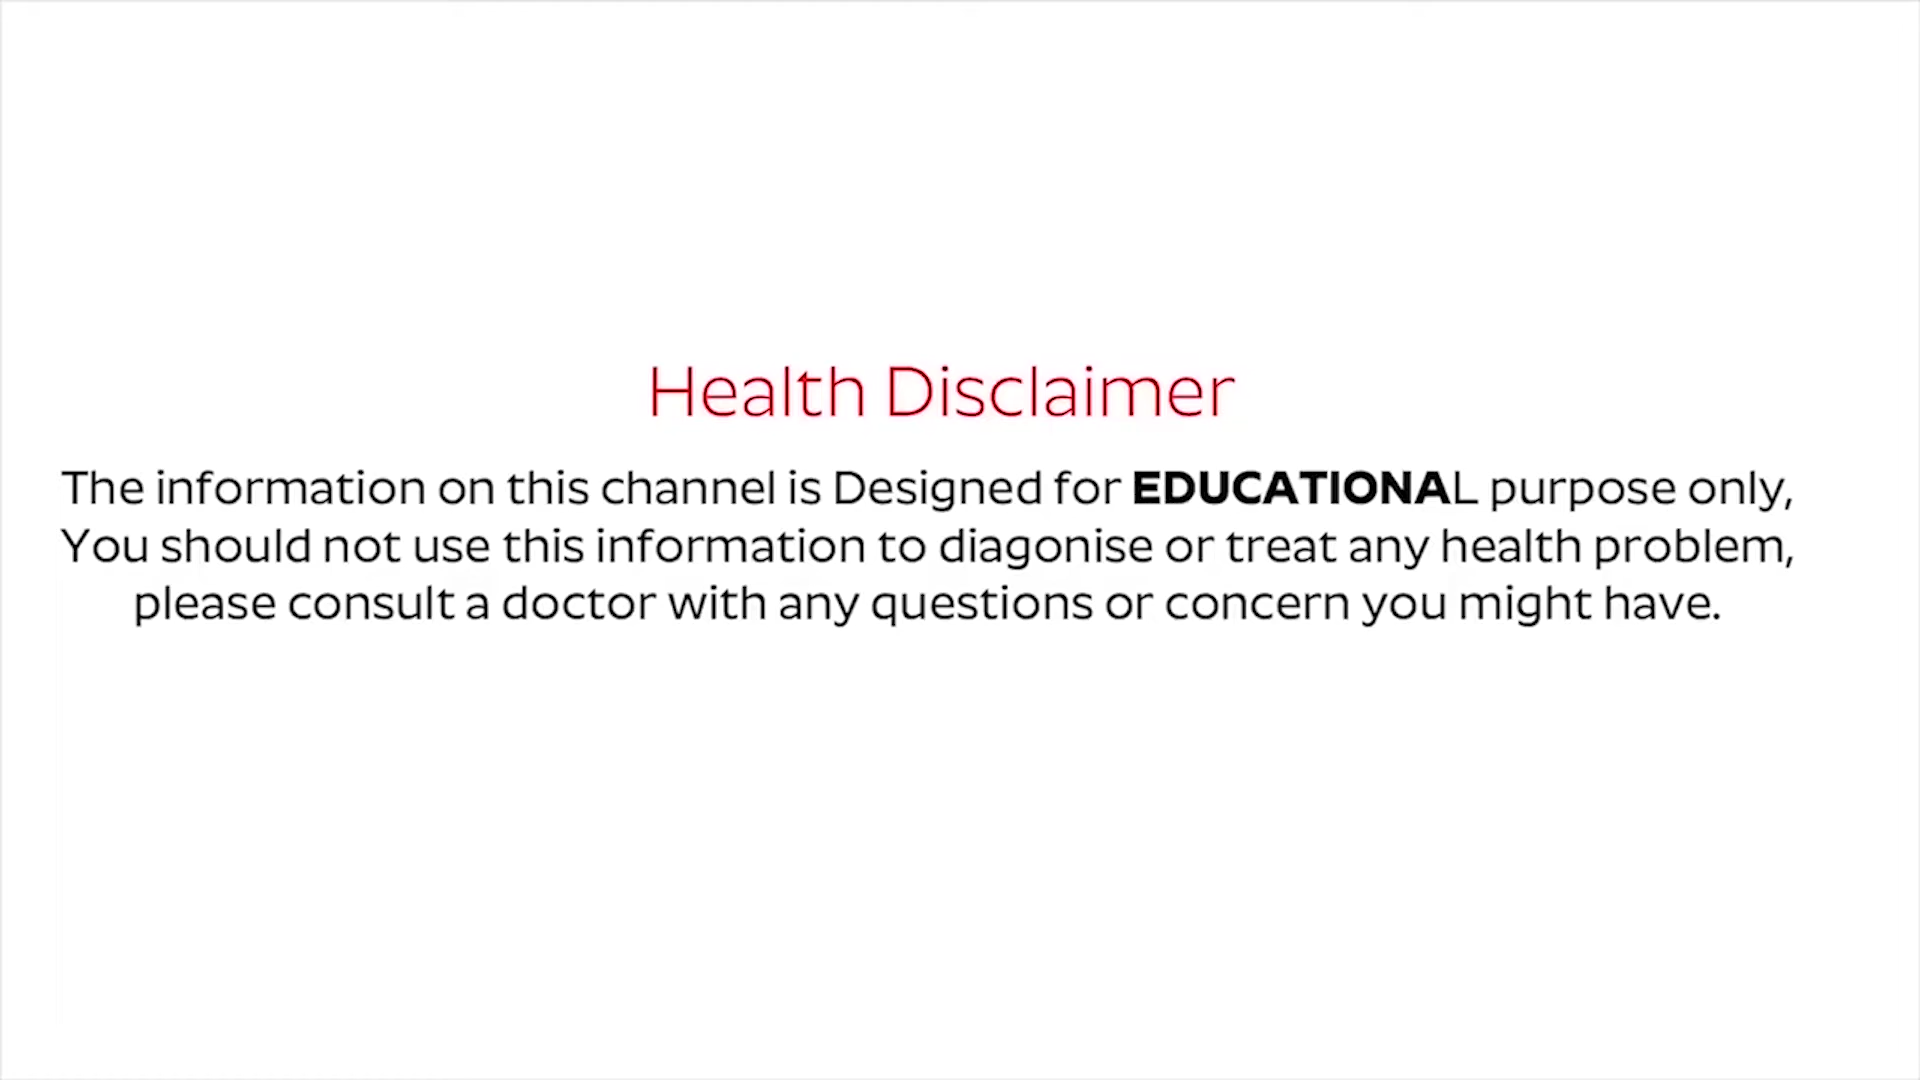 Health Disclaimer
The information on this channel is Designed for EDUCATIONAL purpose only,
You should not use this information to diagonise or treat any health problem,
please consult a doctor with any questions or concern you might have.